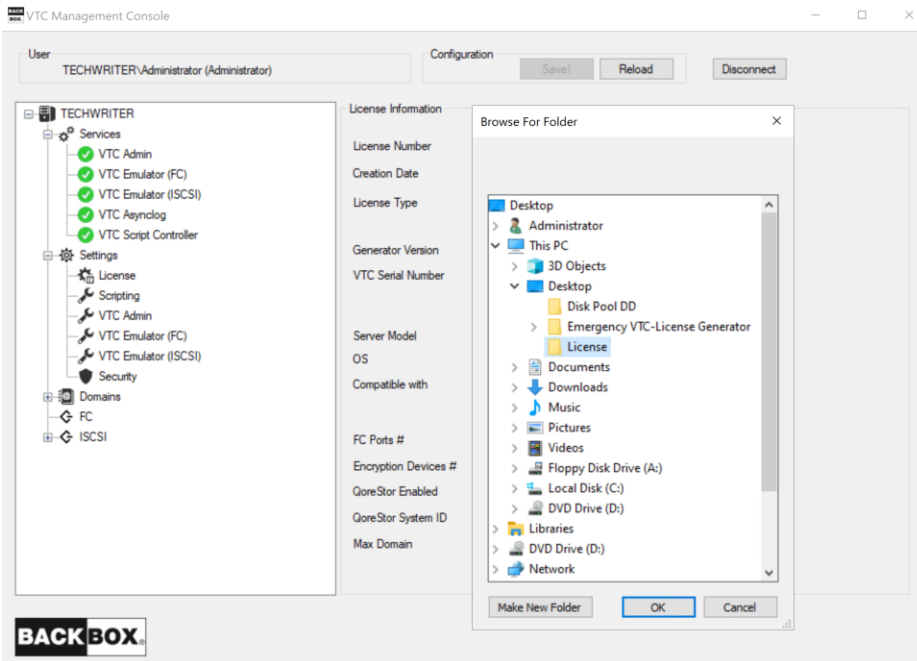 BACK
BOX.
VTC Management Console
User
TECHWRITER\Administrator (Administrator)
Configuration
Save!
Reload
Disconnect
TECHWRITER
Services
VTC Admin
VTC Emulator (FC)
VTC Emulator (ISCSI)
VTC Asynclog
VTC Script Controller
Settings
License
Scripting
VTC Admin
VTC Emulator (FC)
VTC Emulator (ISCSI)
Security
Domains
FC
ISCSI
License Information
License Number
Creation Date
License Type
Generator Version
VTC Serial Number
Server Model
OS
Compatible with
FC Ports #
Encryption Devices #
QoreStor Enabled
QoreStor System ID
Max Domain
Browse For Folder
Desktop
Administrator
This PC
3D Objects
Desktop
Disk Pool DD
Emergency VTC-License Generator
License
Documents
Downloads
Music
Pictures
Videos
Floppy Disk Drive (A:)
Local Disk (C:)
DVD Drive (D:)
Libraries
DVD Drive (D:)
Network
Make New Folder
OK
Cancel
BACKBOX®